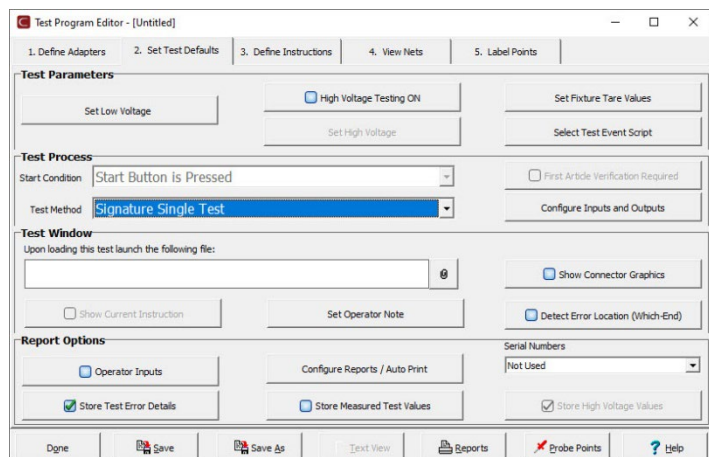 Test Program Editor - [Untitled]
1. Define Adapters
2. Set Test Defaults
3. Define Instructions
4. View Nets
5. Label Points
Test Parameters
Set Low Voltage
High Voltage Testing ON
Set Fixture Tare Values
Set High Voltage
Select Test Event Script
Test Process
Start Condition
Start Button is Pressed
First Article Verification Required
Test Method
Signature Single Test
Configure Inputs and Outputs
Test Window
Upon loading this test launch the following file:
Show Connector Graphics
Show Current Instruction
Set Operator Note
Detect Error Location (Which-End)
Report Options
Serial Numbers
Operator Inputs
Configure Reports / Auto Print
Not Used
Store Test Error Details
Store Measured Test Values
Store High Voltage Values
Done
Save
Save As
Text View
Reports
Probe Points
Help